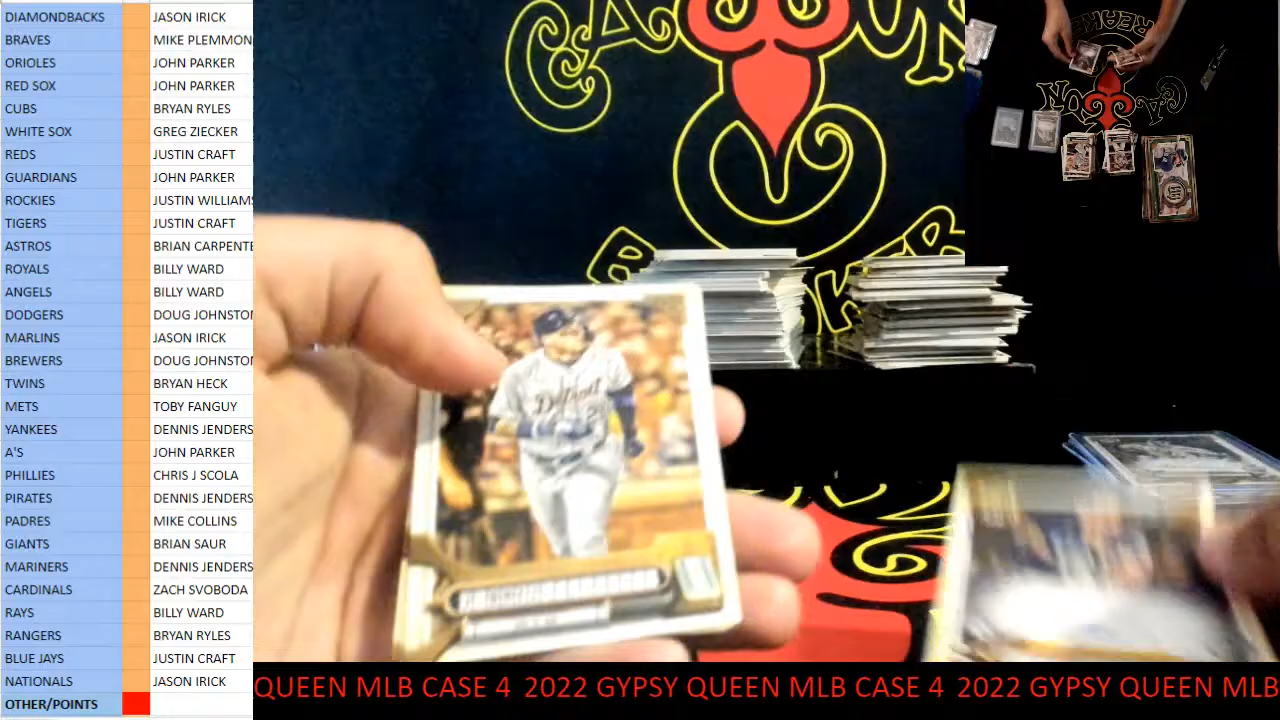 DIAMONDBACKS JASON IRICK
BRAVES MIKE PLEMMON
ORIOLES JOHN PARKER
RED SOX JOHN PARKER
CUBS BRYAN RYLES
WHITE SOX GREG ZIECKER
REDS JUSTIN CRAFT
GUARDIANS JOHN PARKER
ROCKIES JUSTIN WILLIAMS
TIGERS JUSTIN CRAFT
ASTROS BRIAN CARPENTE
ROYALS BILLY WARD
ANGELS BILLY WARD
DODGERS DOUG JOHNSTO
MARLINS JASON IRICK
BREWERS DOUG JOHNSTO
TWINS BRYAN HECK
METS TOBY FANGUY
YANKEES DENNIS JENDERS
A'S JOHN PARKER
PHILLIES CHRIS J SCOLA
PIRATES DENNIS JENDERS
PADRES MIKE COLLINS
GIANTS BRIAN SAUR
MARINERS DENNIS JENDERS
CARDINALS ZACH SVOBODA
RAYS BILLY WARD
RANGERS BRYAN RYLES
BLUE JAYS JUSTIN CRAFT
NATIONALS JASON IRICK
OTHER/POINTS
Detroit
QUEEN MLB CASE 4 2022 GYPSY QUEEN MLB CASE 4 2022 GYPSY QUEEN MLB